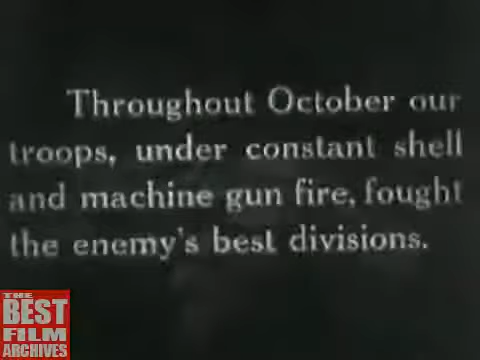 Throughout October our
troops, under constant shell
and machine gun fire, fought
the enemy's best divisions.
THE
BEST
FILM
ARCHIVES